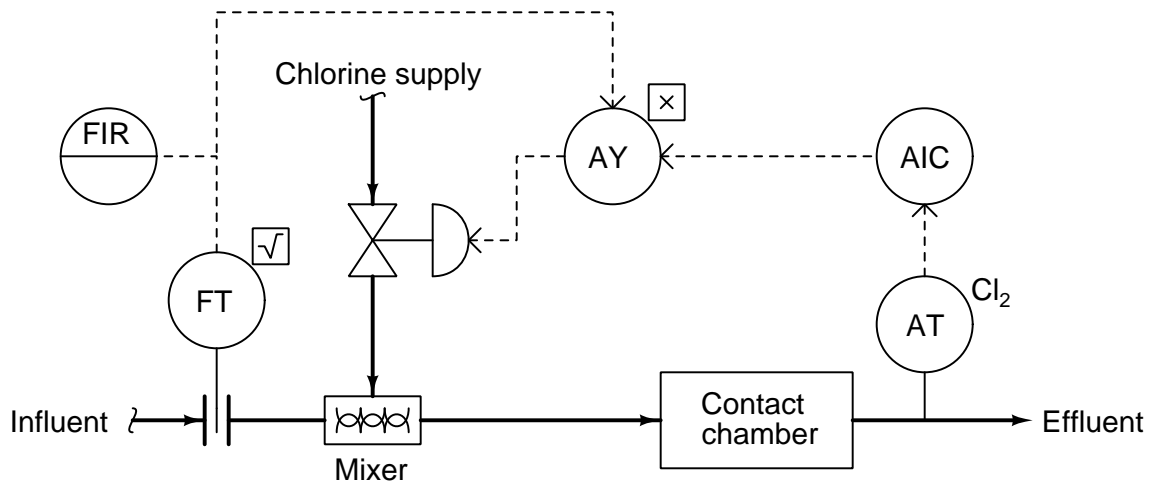 Chlorine supply
FIR
×
AY
AIC
√
FT
Cl₂
AT
Influent
Mixer
Contact
chamber
Effluent